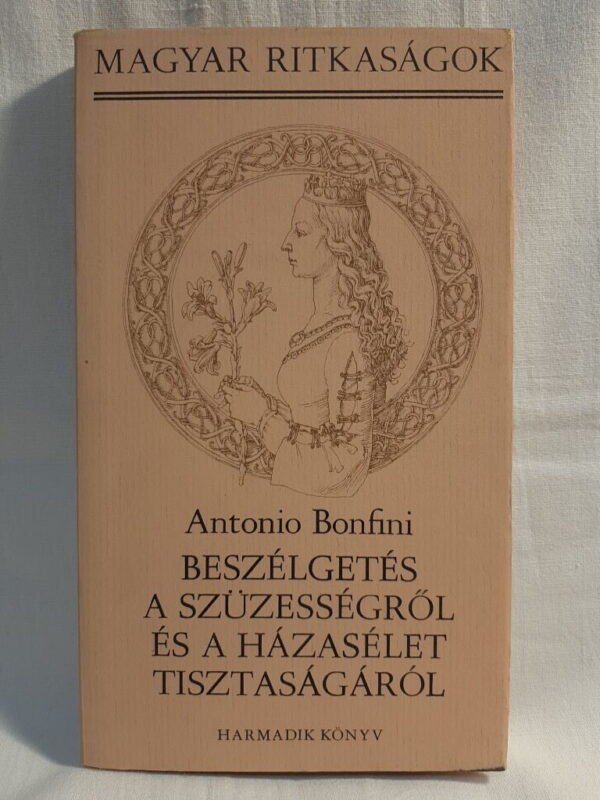 MAGYAR RITKASÁGOK
Antonio Bonfini
BESZÉLGETÉS
A SZÜZESSÉGRŐL
ÉS A HÁZASÉLET
TISZTASÁGÁRÓL
HARMADIK KÖNYV